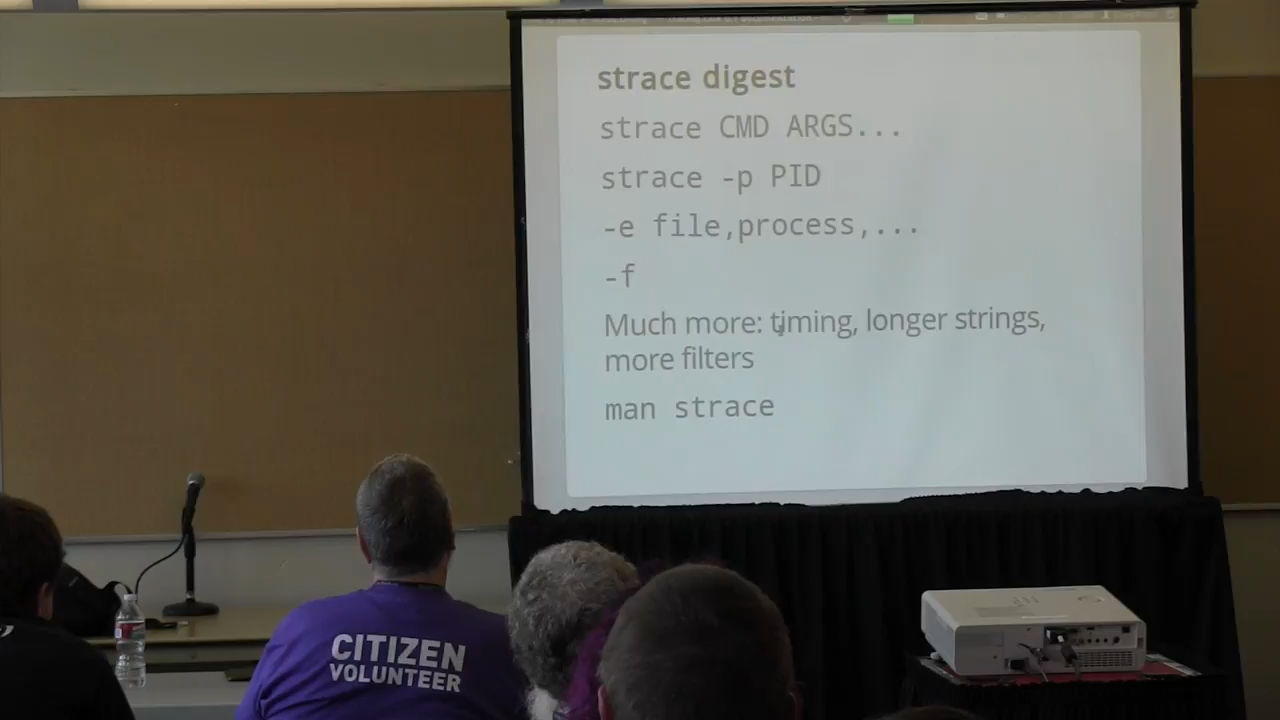 strace digest
strace CMD ARGS...
strace -p PID
-e file,process,...
-f
Much more: timing, longer strings,
more filters
man strace
CITIZEN
VOLUNTEER